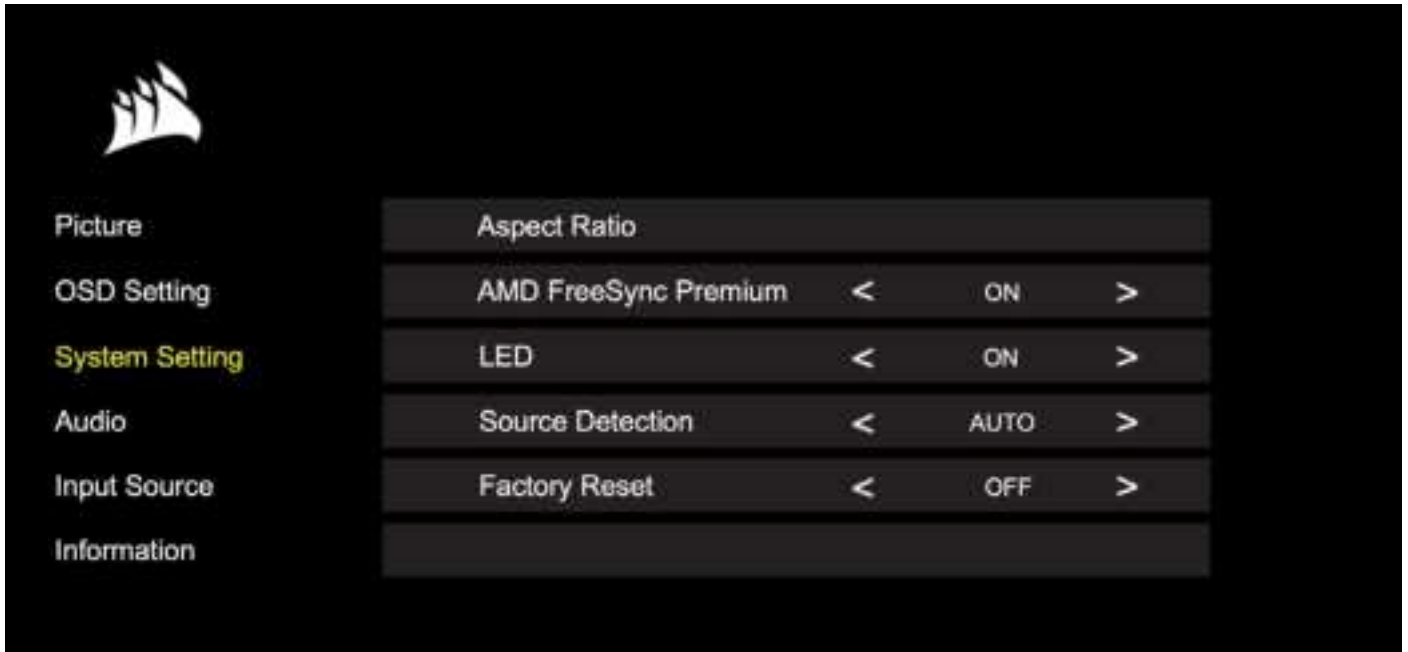 Picture Aspect Ratio
OSD Setting AMD FreeSync Premium < ON >
System Setting LED < ON >
Audio Source Detection < AUTO >
Input Source Factory Reset < OFF >
Information